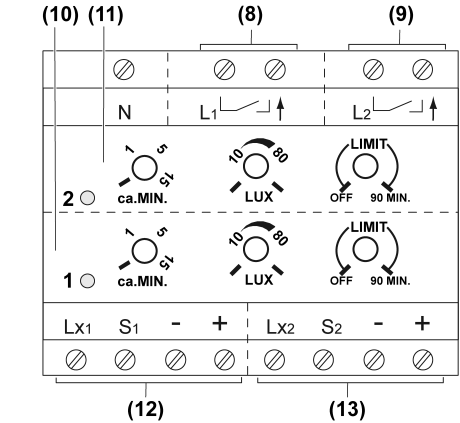 (10) (11) (8) (9)
N L1 L2
1 5 15 10 80 LIMIT
2 ca.MIN. LUX OFF 90 MIN.
1 5 15 10 80 LIMIT
1 ca.MIN. LUX OFF 90 MIN.
Lx1 S1 - + Lx2 S2 - +
(12) (13)